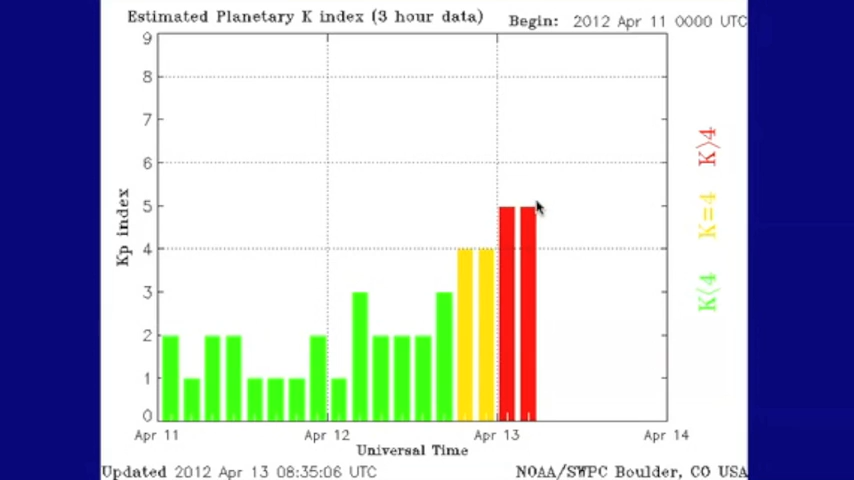 Estimated Planetary K index (3 hour data)
Begin: 2012 Apr 11 0000 UTC
9
8
7
6
5
4
3
2
1
0
Kp index
Apr 11
Apr 12
Apr 13
Apr 14
Universal Time
K>4
K=4
K<4
Updated 2012 Apr 13 08:35:06 UTC
NOAA/SWPC Boulder, CO USA